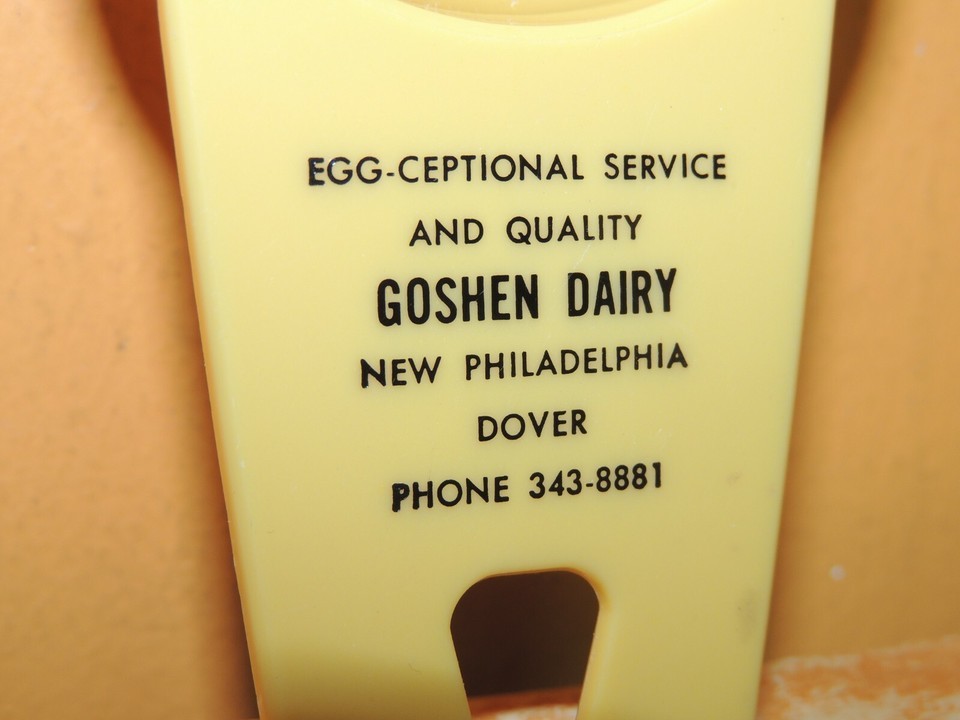 EGG-CEPTIONAL SERVICE
AND QUALITY
GOSHEN DAIRY
NEW PHILADELPHIA
DOVER
PHONE 343-8881